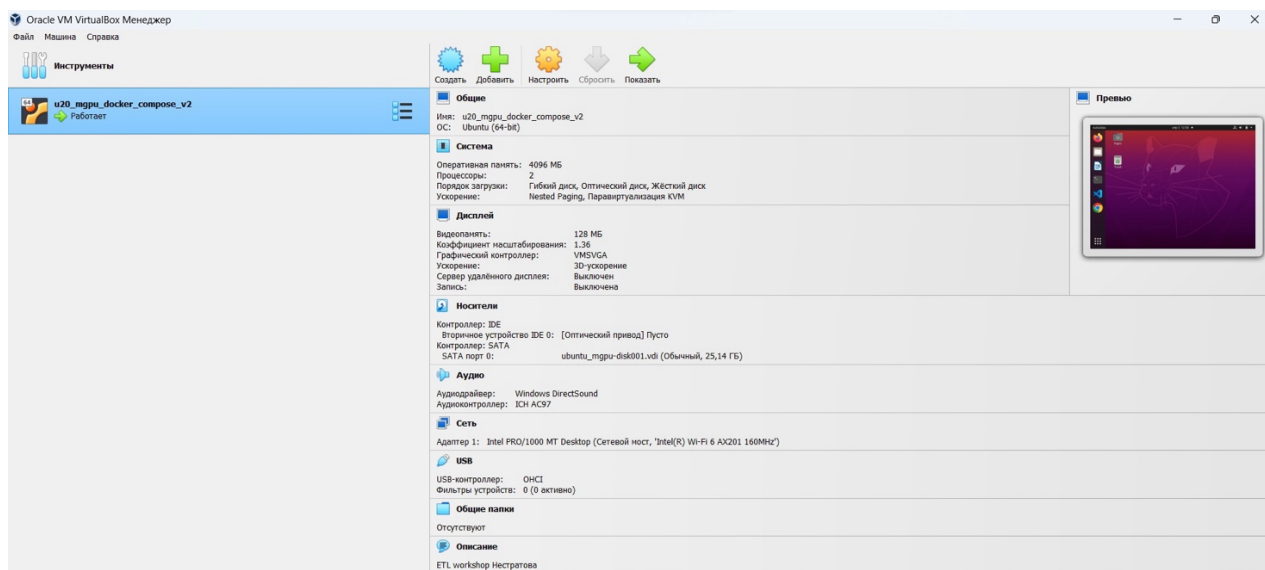 Oracle VM VirtualBox Менеджер
Файл Машина Справка
Инструменты
Создать Добавить Настроить Сбросить Показать
64
u20_mgpu_docker_compose_v2
Работает
Общие
Имя: u20_mgpu_docker_compose_v2
ОС: Ubuntu (64-bit)
Система
Оперативная память: 4096 МБ
Процессоры: 2
Порядок загрузки: Гибкий диск, Оптический диск, Жёсткий диск
Ускорение: Nested Paging, Паравиртуализация KVM
Дисплей
Видеопамять: 128 МБ
Коэффициент масштабирования: 1.36
Графический контроллер: VMSVGA
Ускорение: 3D-ускорение
Сервер удалённого дисплея: Выключен
Запись: Выключена
Носители
Контроллер: IDE
Вторичное устройство IDE 0: [Оптический привод] Пусто
Контроллер: SATA
SATA порт 0: ubuntu_mgpu-disk001.vdi (Обычный, 25,14 ГБ)
Аудио
Аудиодрайвер: Windows DirectSound
Аудиоконтроллер: ICH AC97
Сеть
Адаптер 1: Intel PRO/1000 MT Desktop (Сетевой мост, 'Intel(R) Wi-Fi 6 AX201 160MHz')
USB
USB-контроллер: OHCI
Фильтры устройств: 0 (0 активно)
Общие папки
Отсутствуют
Описание
ETL workshop Нестратова
Превью